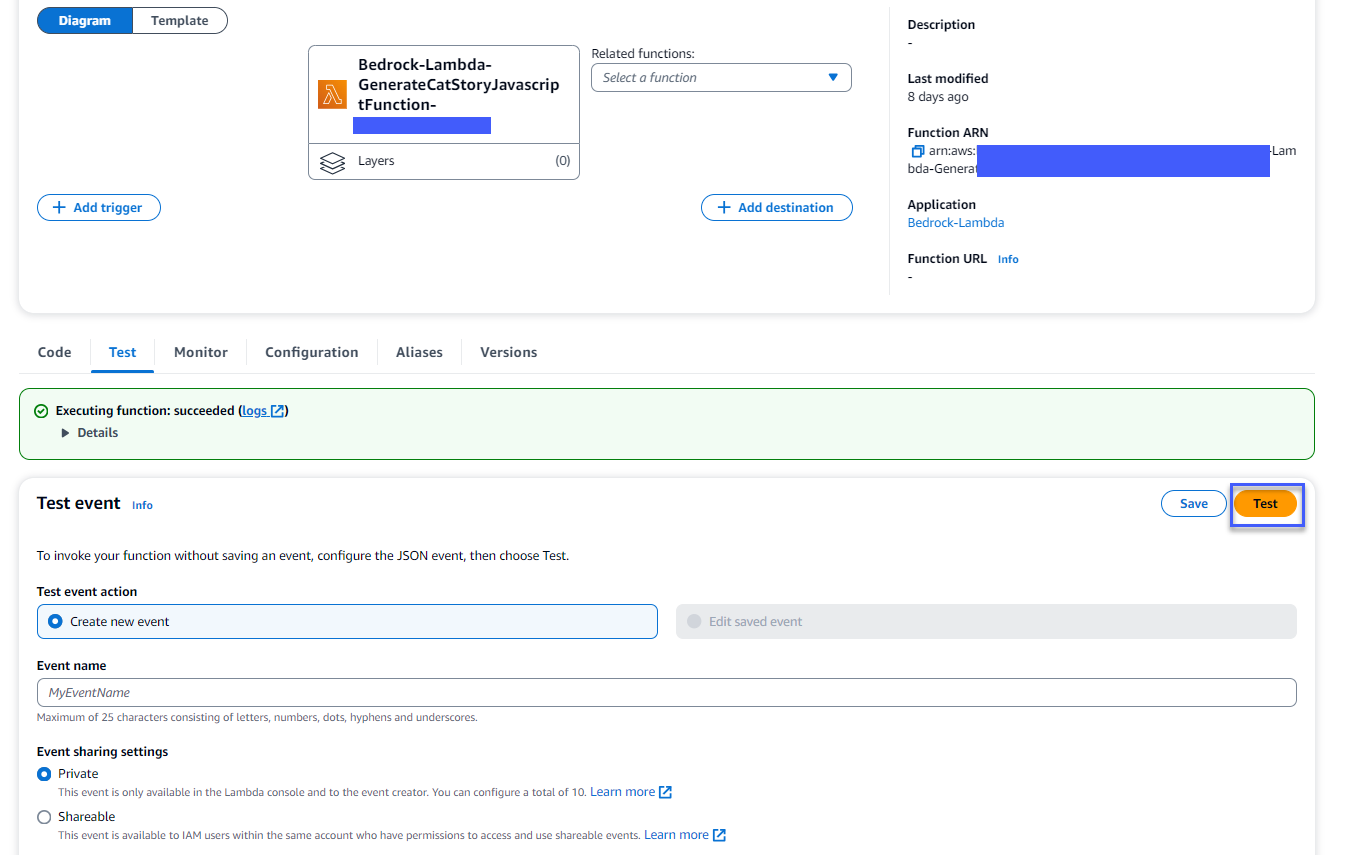 Diagram
Template
Bedrock-Lambda-
GenerateCatStoryJavascrip
tFunction-
Layers
(0)
Related functions:
Select a function
Add trigger
Add destination
Description
-
Last modified
8 days ago
Function ARN
arn:aws: -Lam
bda-Generat
Application
Bedrock-Lambda
Function URL Info
-
Code
Test
Monitor
Configuration
Aliases
Versions
Executing function: succeeded (logs)
Details
Test event Info
Save
Test
To invoke your function without saving an event, configure the JSON event, then choose Test.
Test event action
Create new event
Edit saved event
Event name
MyEventName
Maximum of 25 characters consisting of letters, numbers, dots, hyphens and underscores.
Event sharing settings
Private
This event is only available in the Lambda console and to the event creator. You can configure a total of 10. Learn more
Shareable
This event is available to IAM users within the same account who have permissions to access and use shareable events. Learn more